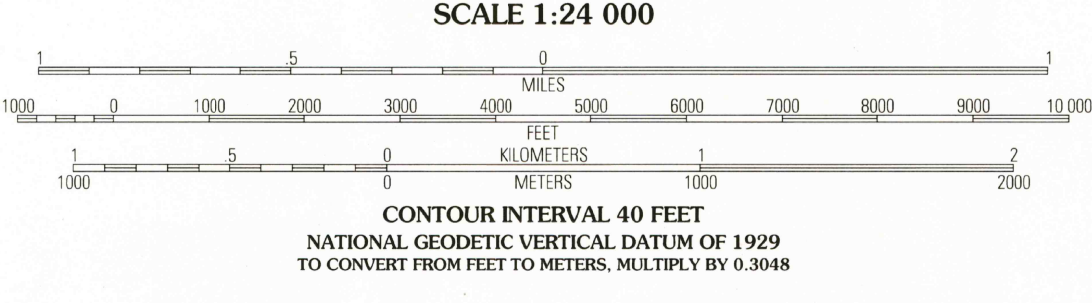 SCALE 1:24 000
1 .5 0 1
MILES
1000 0 1000 2000 3000 4000 5000 6000 7000 8000 9000 10 000
FEET
1 .5 0 KILOMETERS 1 2
1000 0 METERS 1000 2000
CONTOUR INTERVAL 40 FEET
NATIONAL GEODETIC VERTICAL DATUM OF 1929
TO CONVERT FROM FEET TO METERS, MULTIPLY BY 0.3048